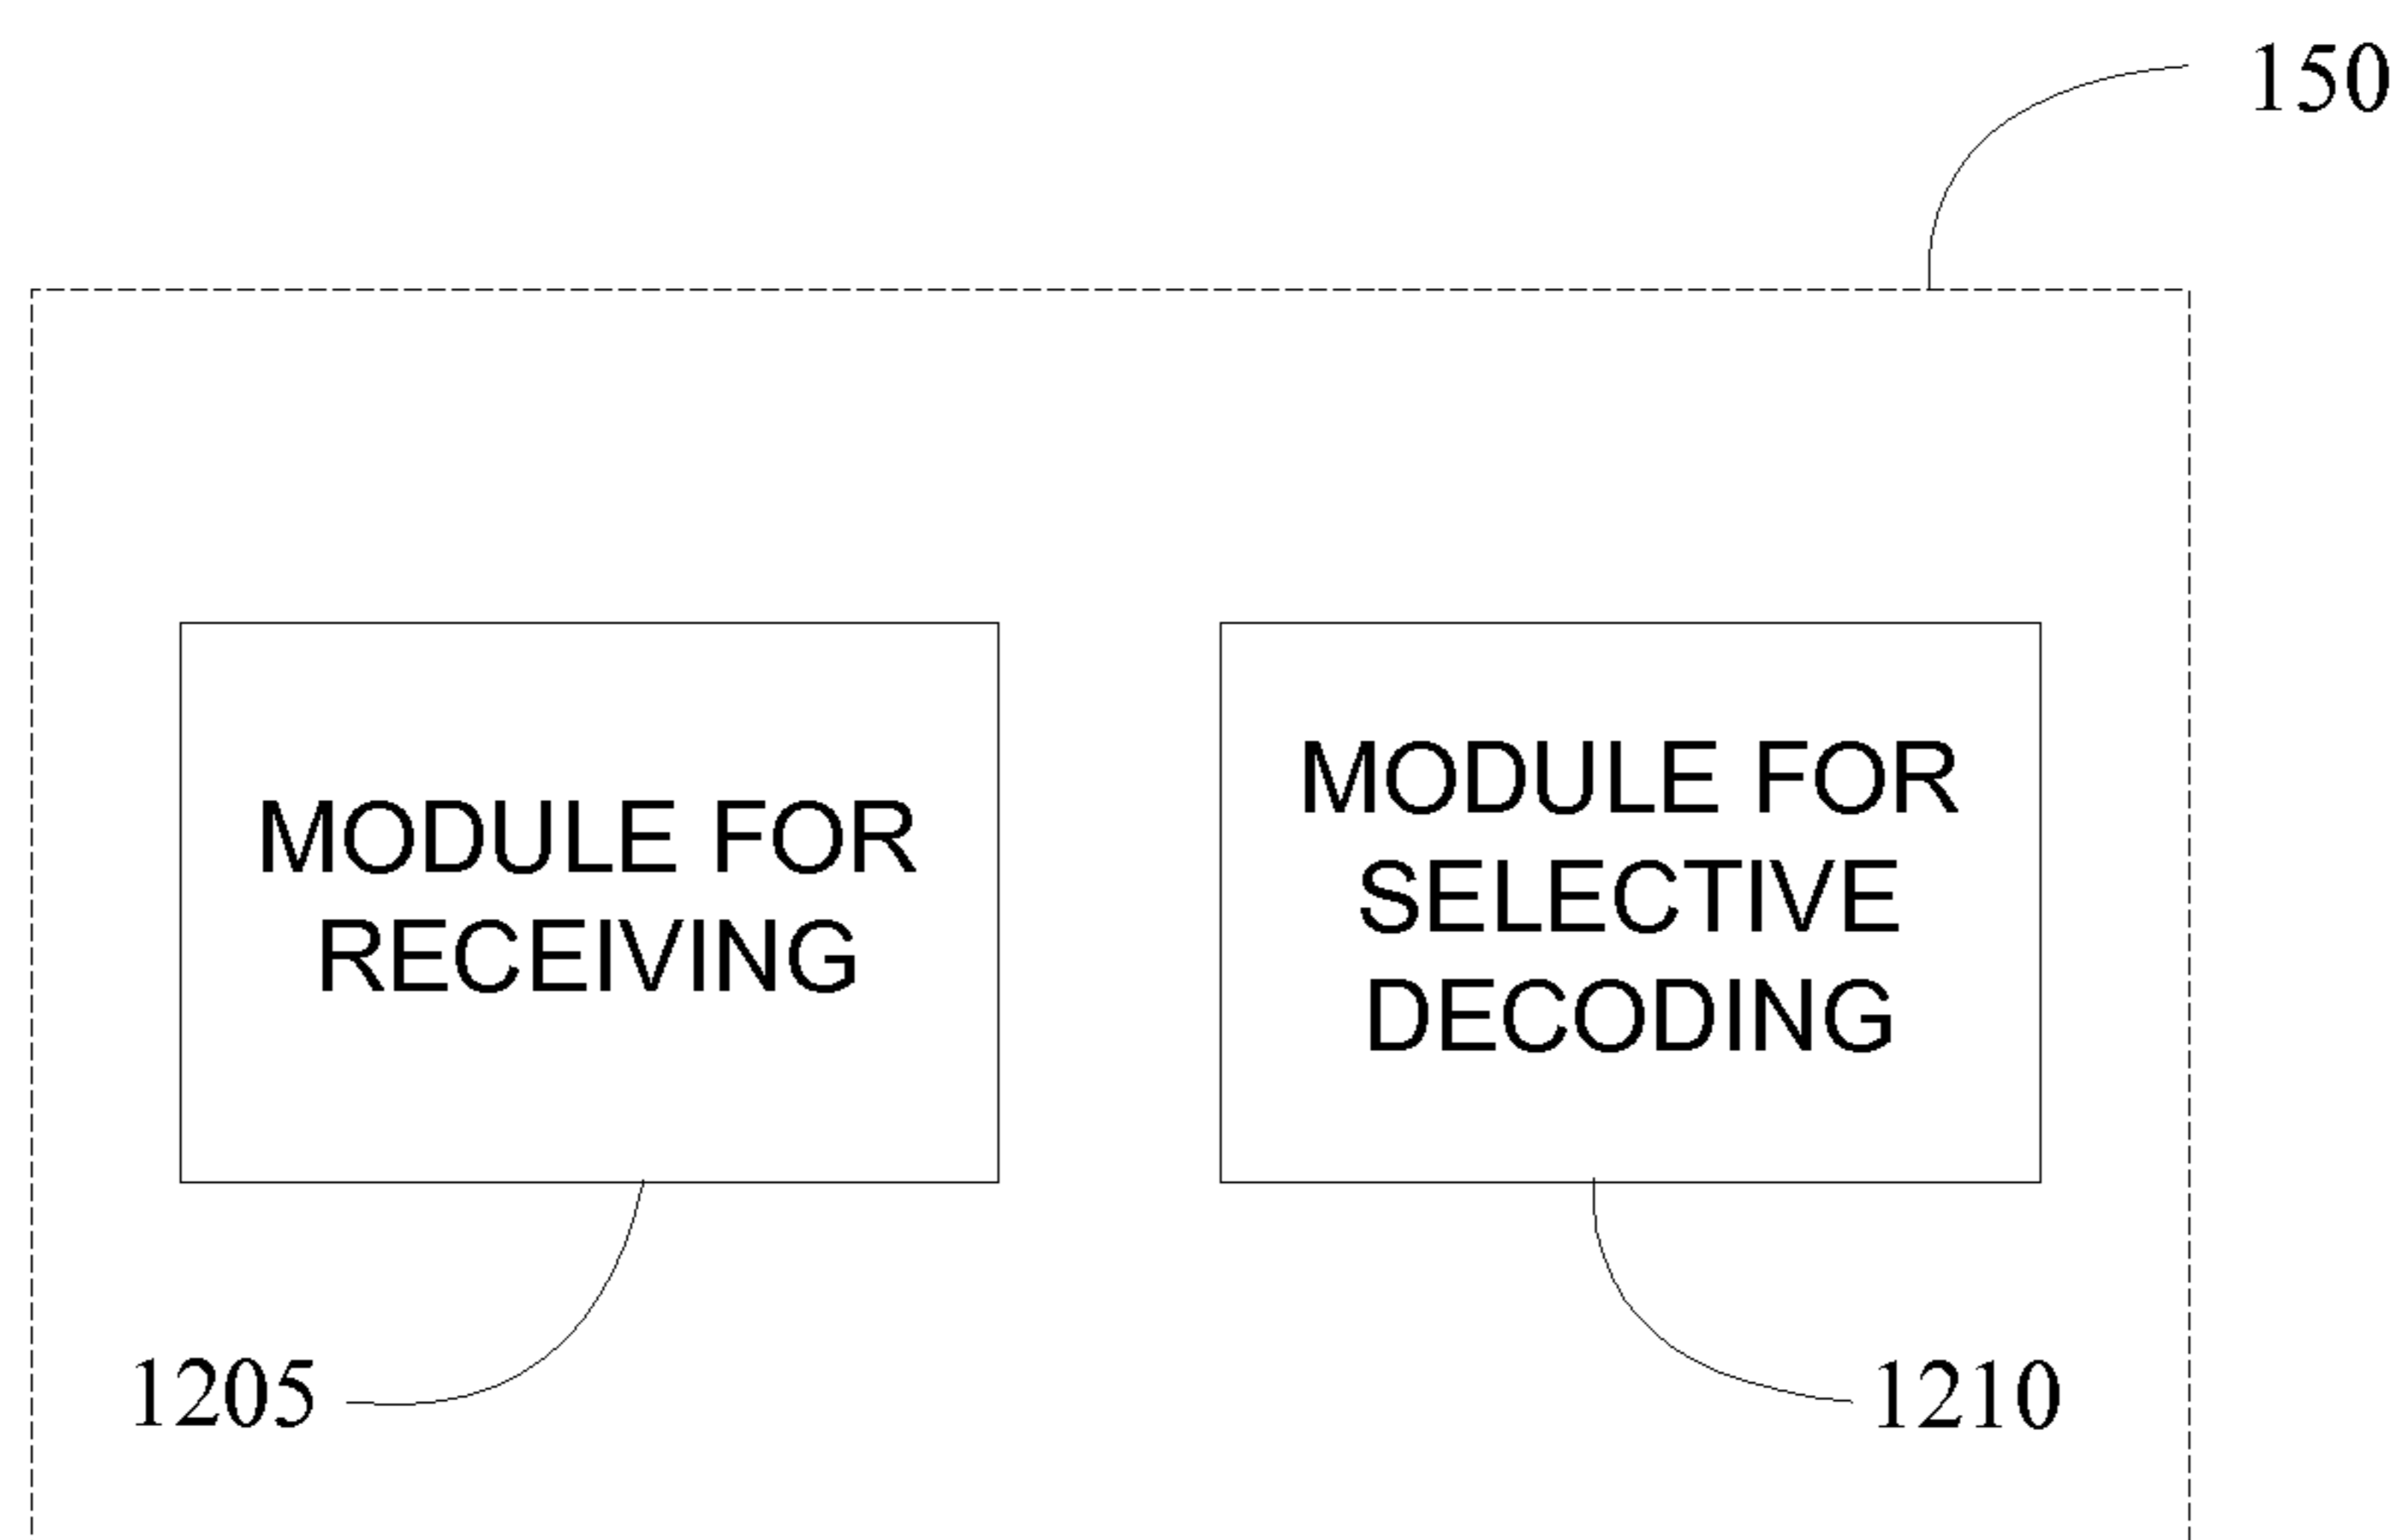 150
MODULE FOR
RECEIVING
MODULE FOR
SELECTIVE
DECODING
1205
1210